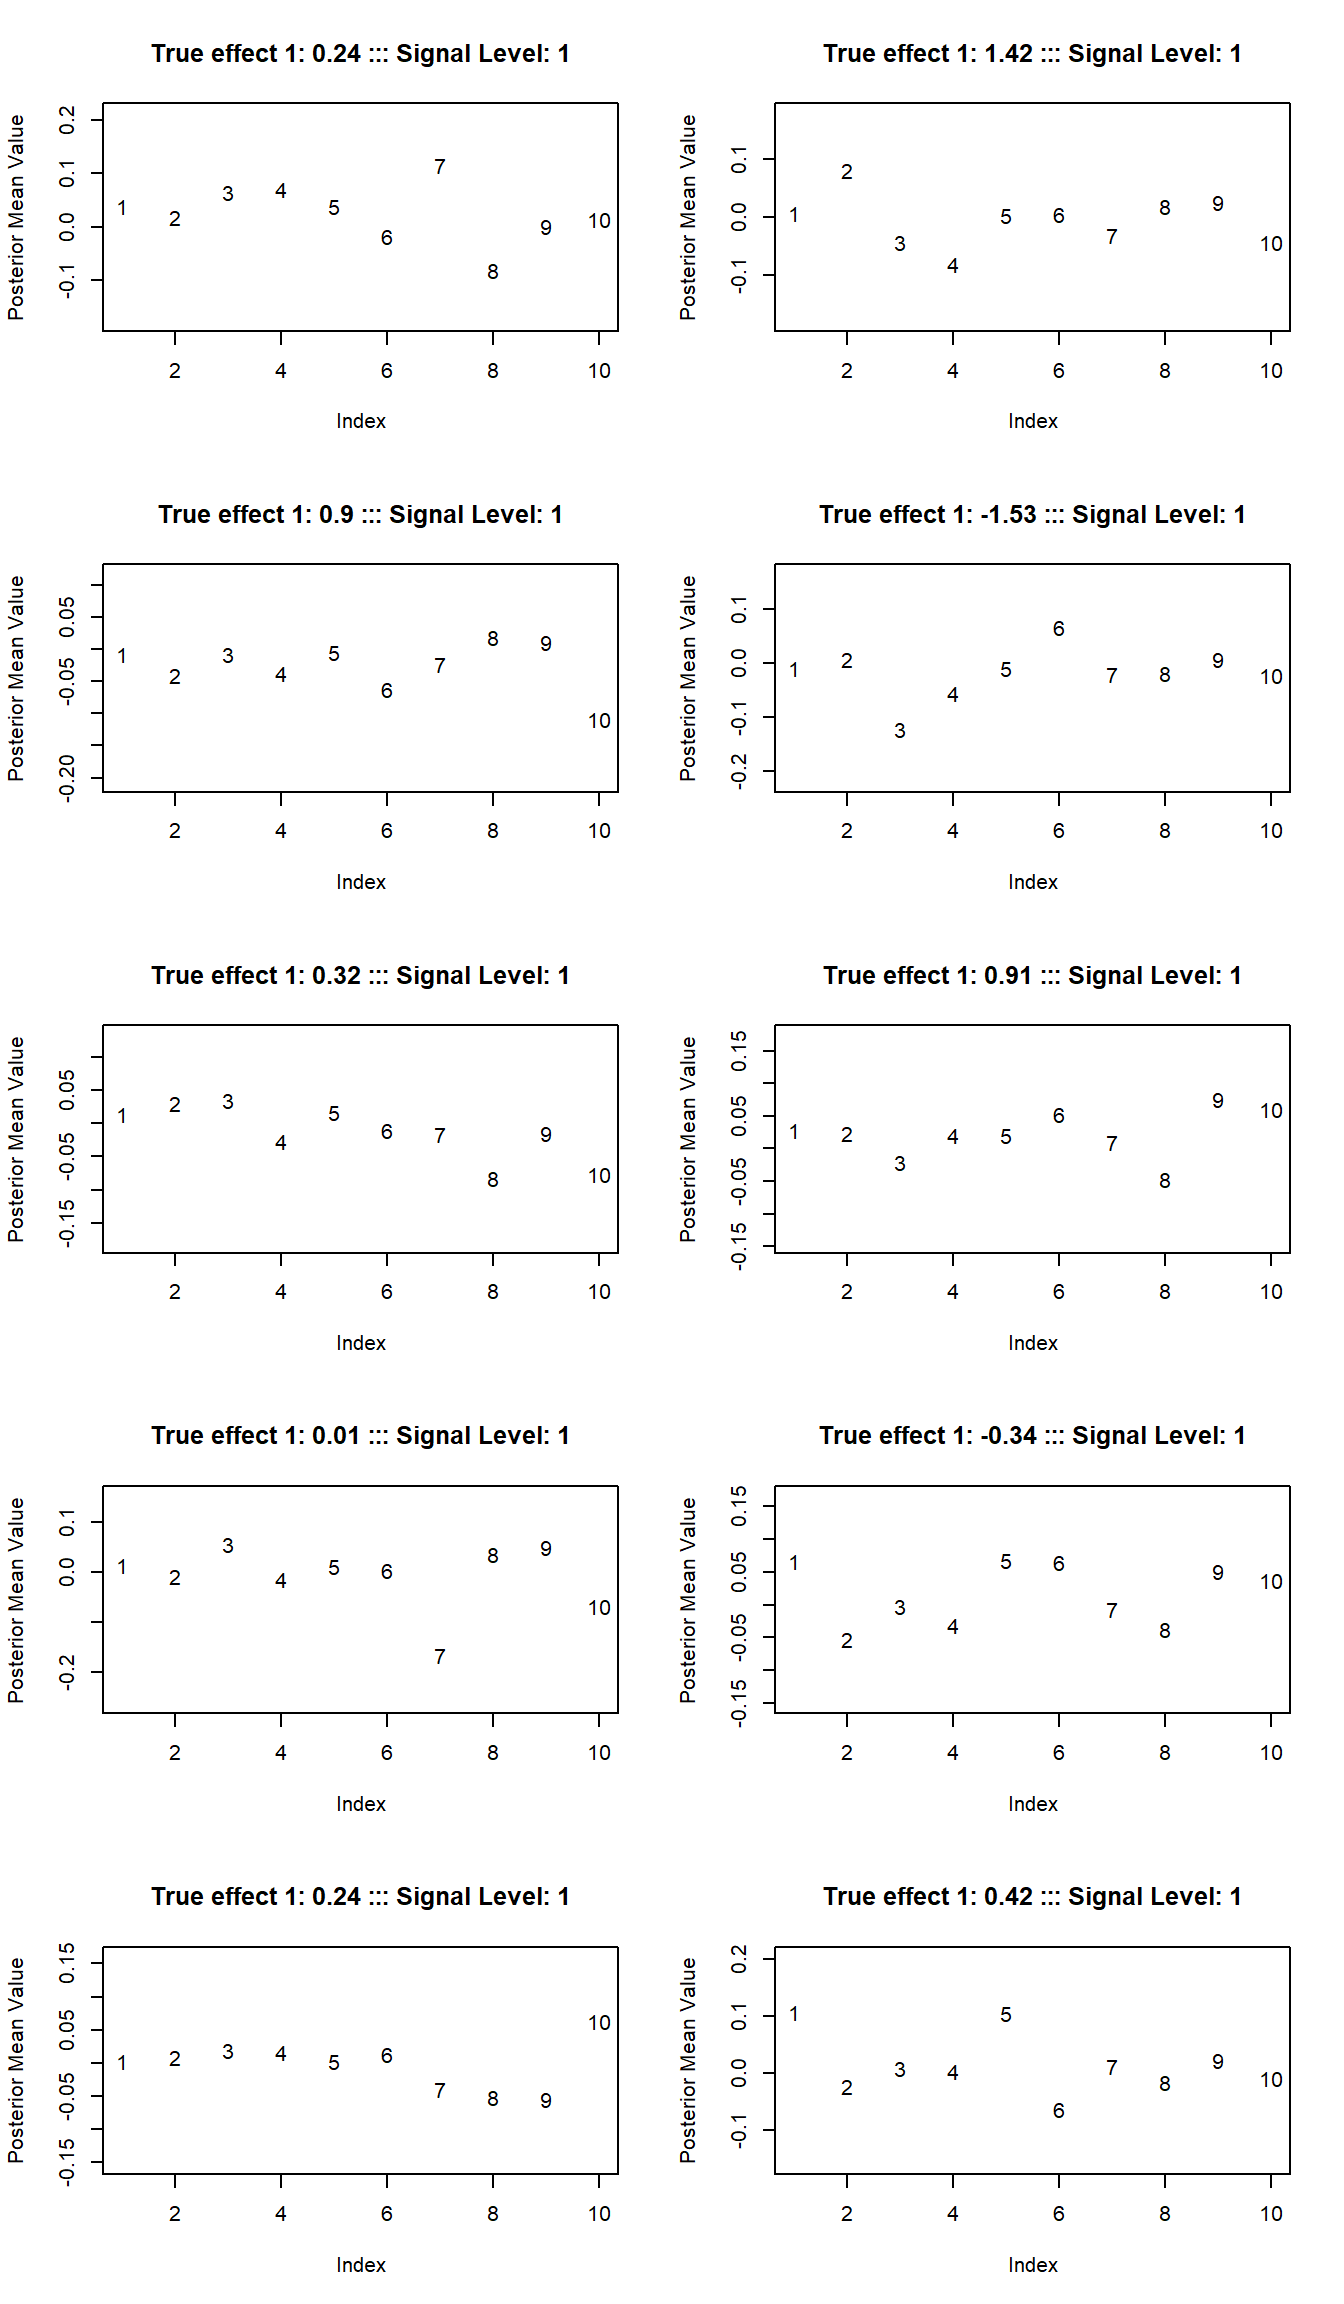 True effect 1: 0.24 ::: Signal Level: 1
Posterior Mean Value
0.2
0.1
0.0
-0.1
1 2 3 4 5 6 7 8 9 10
2 4 6 8 10
Index
True effect 1: 1.42 ::: Signal Level: 1
Posterior Mean Value
0.1
0.0
-0.1
1 2 3 4 5 6 7 8 9 10
2 4 6 8 10
Index
True effect 1: 0.9 ::: Signal Level: 1
Posterior Mean Value
0.05
-0.05
-0.20
1 2 3 4 5 6 7 8 9 10
2 4 6 8 10
Index
True effect 1: -1.53 ::: Signal Level: 1
Posterior Mean Value
0.1
0.0
-0.1
-0.2
1 2 3 4 5 6 7 8 9 10
2 4 6 8 10
Index
True effect 1: 0.32 ::: Signal Level: 1
Posterior Mean Value
0.05
-0.05
-0.15
1 2 3 4 5 6 7 8 9 10
2 4 6 8 10
Index
True effect 1: 0.91 ::: Signal Level: 1
Posterior Mean Value
0.15
0.05
-0.05
-0.15
1 2 3 4 5 6 7 8 9 10
2 4 6 8 10
Index
True effect 1: 0.01 ::: Signal Level: 1
Posterior Mean Value
0.1
0.0
-0.2
1 2 3 4 5 6 7 8 9 10
2 4 6 8 10
Index
True effect 1: -0.34 ::: Signal Level: 1
Posterior Mean Value
0.15
0.05
-0.05
-0.15
1 2 3 4 5 6 7 8 9 10
2 4 6 8 10
Index
True effect 1: 0.24 ::: Signal Level: 1
Posterior Mean Value
0.15
0.05
-0.05
-0.15
1 2 3 4 5 6 7 8 9 10
2 4 6 8 10
Index
True effect 1: 0.42 ::: Signal Level: 1
Posterior Mean Value
0.2
0.1
0.0
-0.1
1 2 3 4 5 6 7 8 9 10
2 4 6 8 10
Index